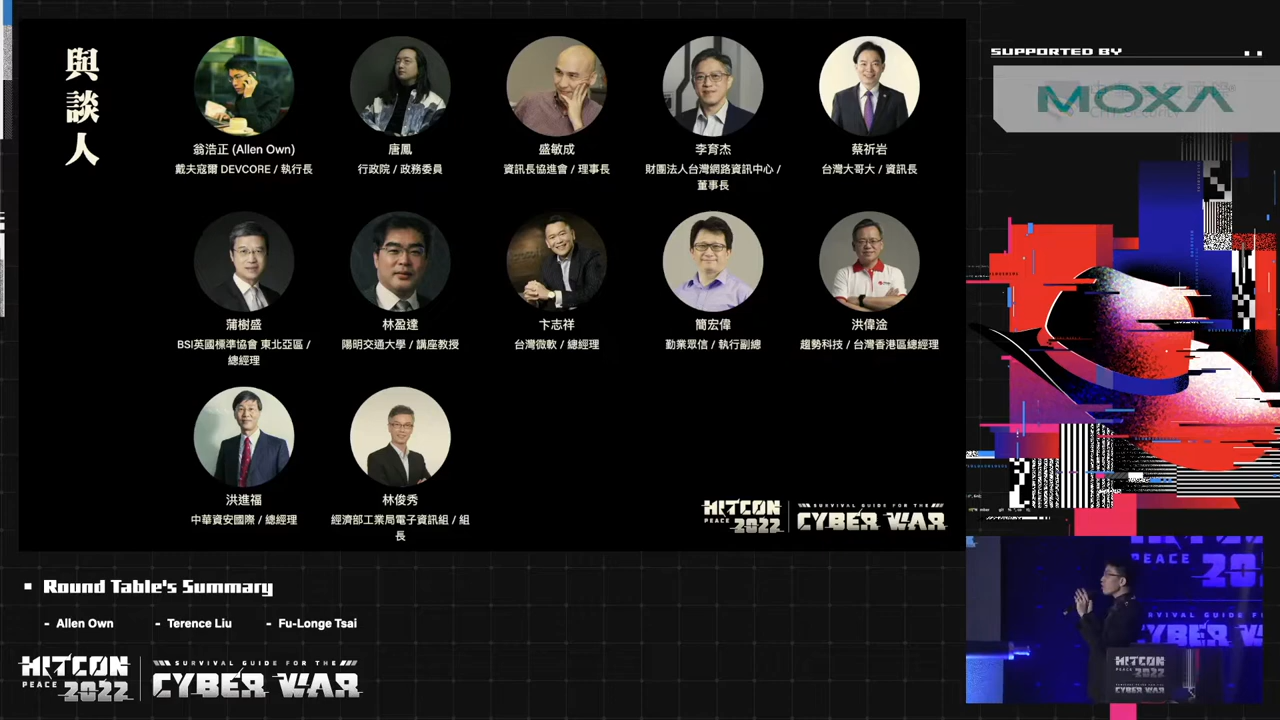 與談人
翁浩正 (Allen Own)
戴夫寇爾 DEVCORE / 執行長
唐鳳
行政院 / 政務委員
盛敏成
資訊長協進會 / 理事長
李育杰
財團法人台灣網路資訊中心 /
董事長
蔡祈岩
台灣大哥大 / 資訊長
蒲樹盛
BSI英國標準協會 東北亞區 /
總經理
林盈達
陽明交通大學 / 講座教授
卞志祥
台灣微軟 / 總經理
簡宏偉
勤業眾信 / 執行副總
洪偉淦
趨勢科技 / 台灣香港區總經理
洪進福
中華資安國際 / 總經理
林俊秀
經濟部工業局電子資訊組 / 組
長
HITCON
PEACE 2022
SURVIVAL GUIDE FOR THE
CYBER WAR
SUPPORTED BY
MOXA
Round Table's Summary
- Allen Own
- Terence Liu
- Fu-Longe Tsai
HITCON
PEACE 2022
SURVIVAL GUIDE FOR THE
CYBER WAR
PEACE
202
SURVIVAL GUIDE
CYBER W
HITCON
PEACE 2022
CYBER WAR